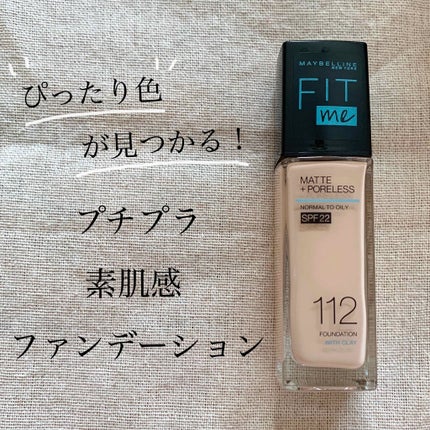 ぴったり色
が見つかる！
プチプラ
素肌感
ファンデーション
MAYBELLINE
NEW YORK
FIT
me
MATTE
+ PORELESS
NORMAL TO OILY
SPF 22
112
FOUNDATION
WITH CLAY